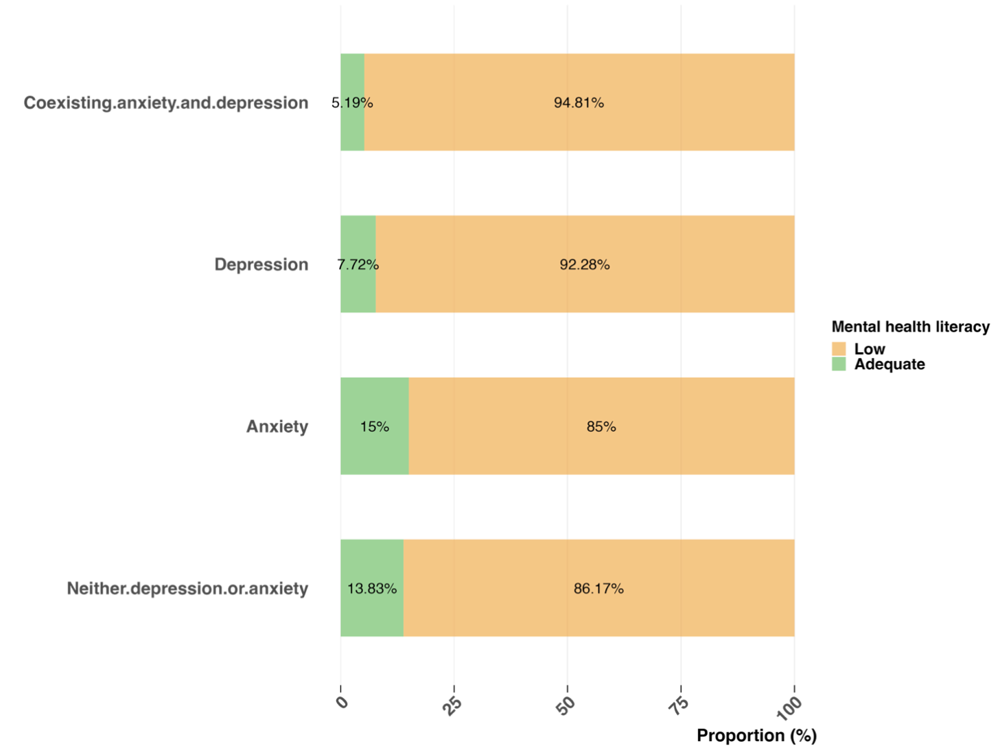 Coexisting.anxiety.and.depression 5.19% 94.81%
Depression 7.72% 92.28%
Mental health literacy
Low
Adequate
Anxiety 15% 85%
Neither.depression.or.anxiety 13.83% 86.17%
0 25 50 75 100
Proportion (%)